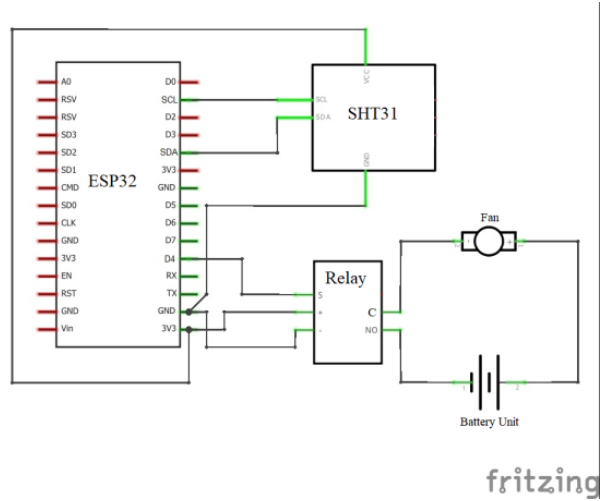 VCC
A0
D0
RSV
SCL
SCL
SHT31
RSV
D2
SDA
SD3
D3
SD2
SDA
SD1
3V3
GND
CMD
ESP32
GND
SD0
D5
CLK
D6
Fan
GND
D7
3V3
D4
EN
RX
Relay
RST
TX
S
GND
GND
+
C
Vin
3V3
-
NO
Battery Unit
fritzing